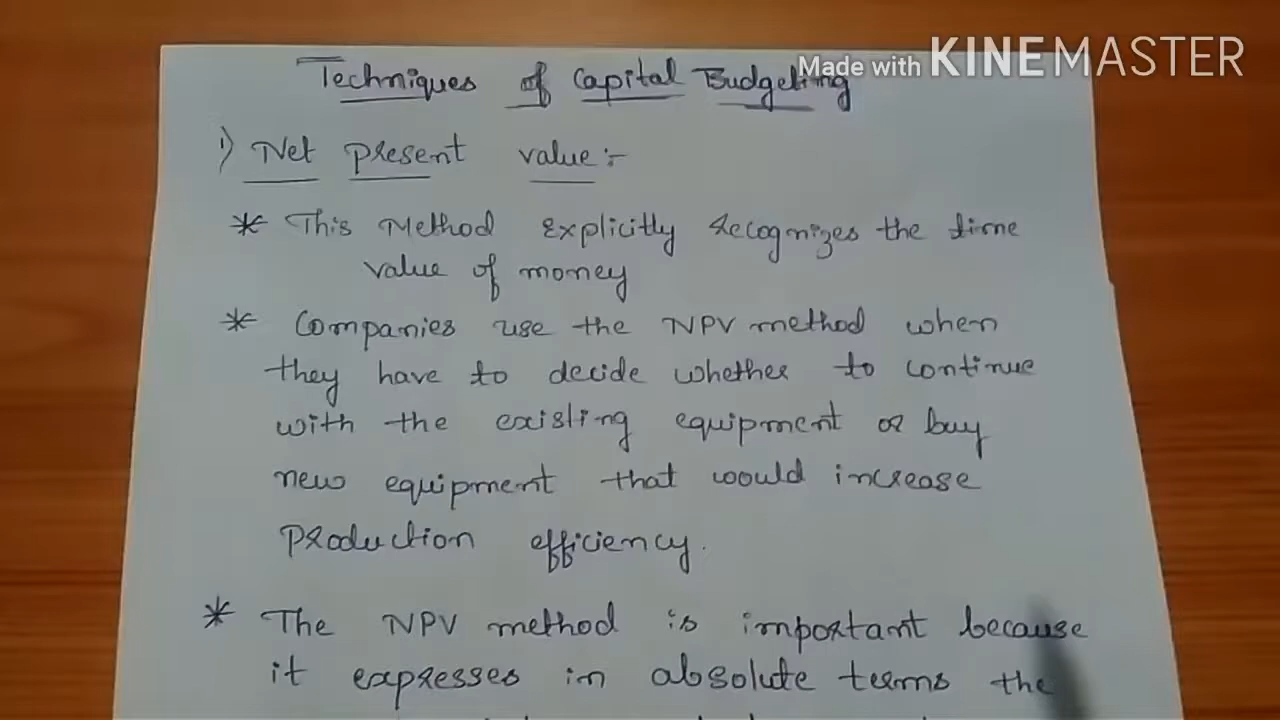 Made with KINEMASTER
Techniques of Capital Budgeting
i) Net present value:-
* This Method Explicitly Recognizes the time
value of money
* Companies use the NPV method when
they have to decide whether to continue
with the existing equipment or buy
new equipment that would increase
Production efficiency.
* The NPV method is important because
it expresses in absolute terms the